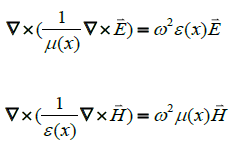 ∇×(1/μ(x) ∇×E⃗) = ω²ε(x)E⃗
∇×(1/ε(x) ∇×H⃗) = ω²μ(x)H⃗